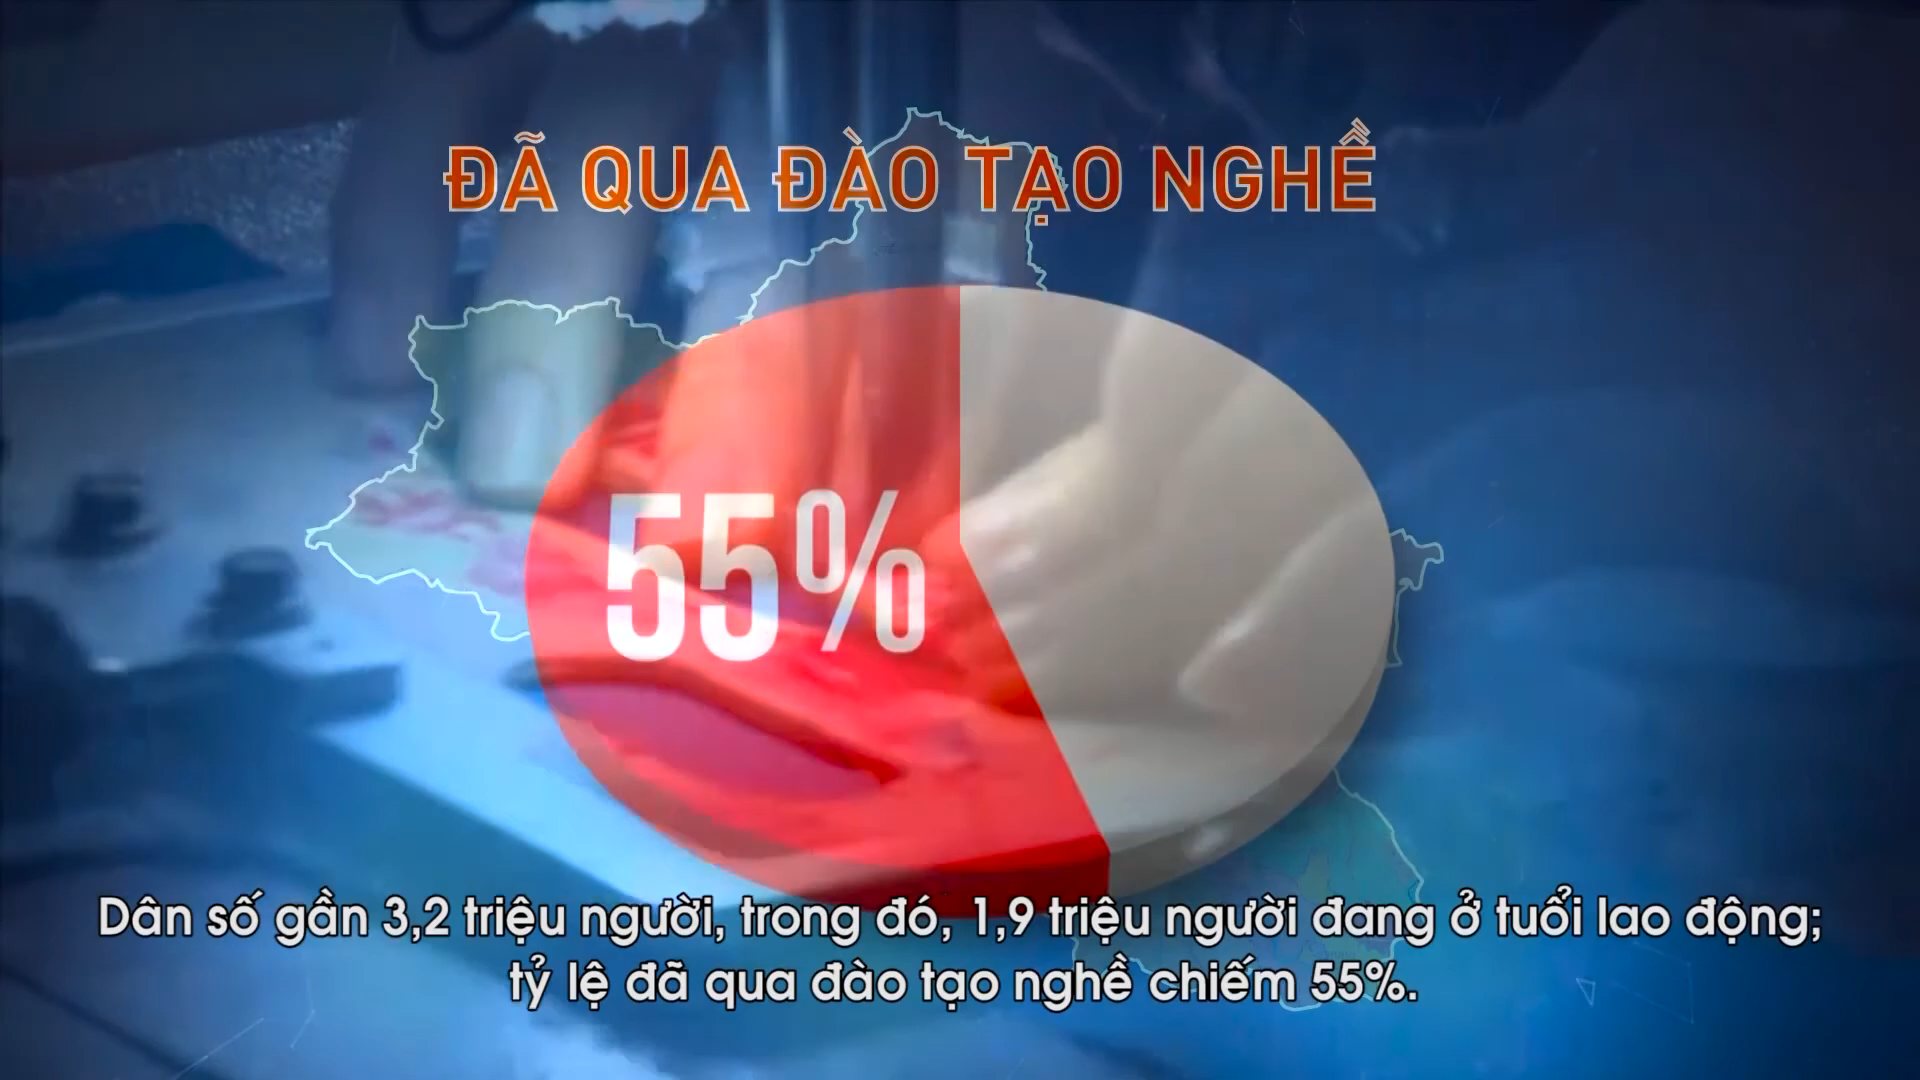 ĐÃ QUA ĐÀO TẠO NGHỀ
55%
Dân số gần 3,2 triệu người, trong đó, 1,9 triệu người đang ở tuổi lao động;
tỷ lệ đã qua đào tạo nghề chiếm 55%.